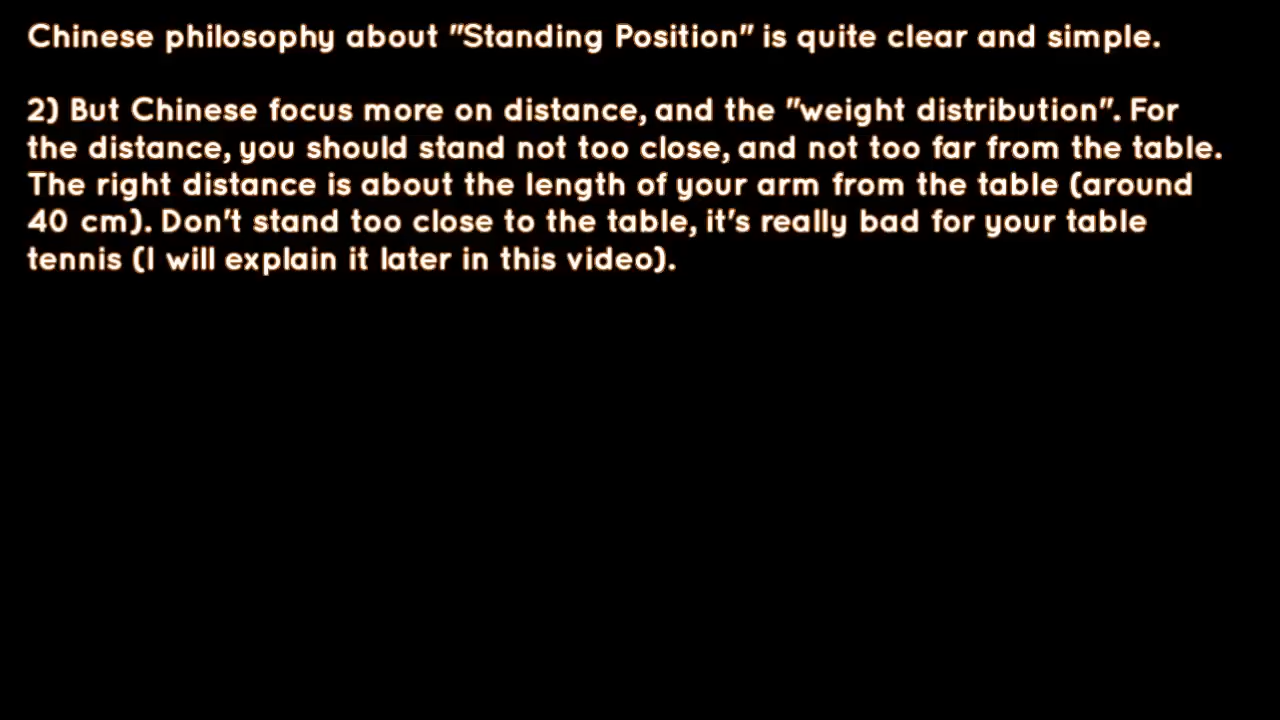 Chinese philosophy about "Standing Position" is quite clear and simple.
2) But Chinese focus more on distance, and the "weight distribution". For
the distance, you should stand not too close, and not too far from the table.
The right distance is about the length of your arm from the table (around
40 cm). Don't stand too close to the table, it's really bad for your table
tennis (I will explain it later in this video).